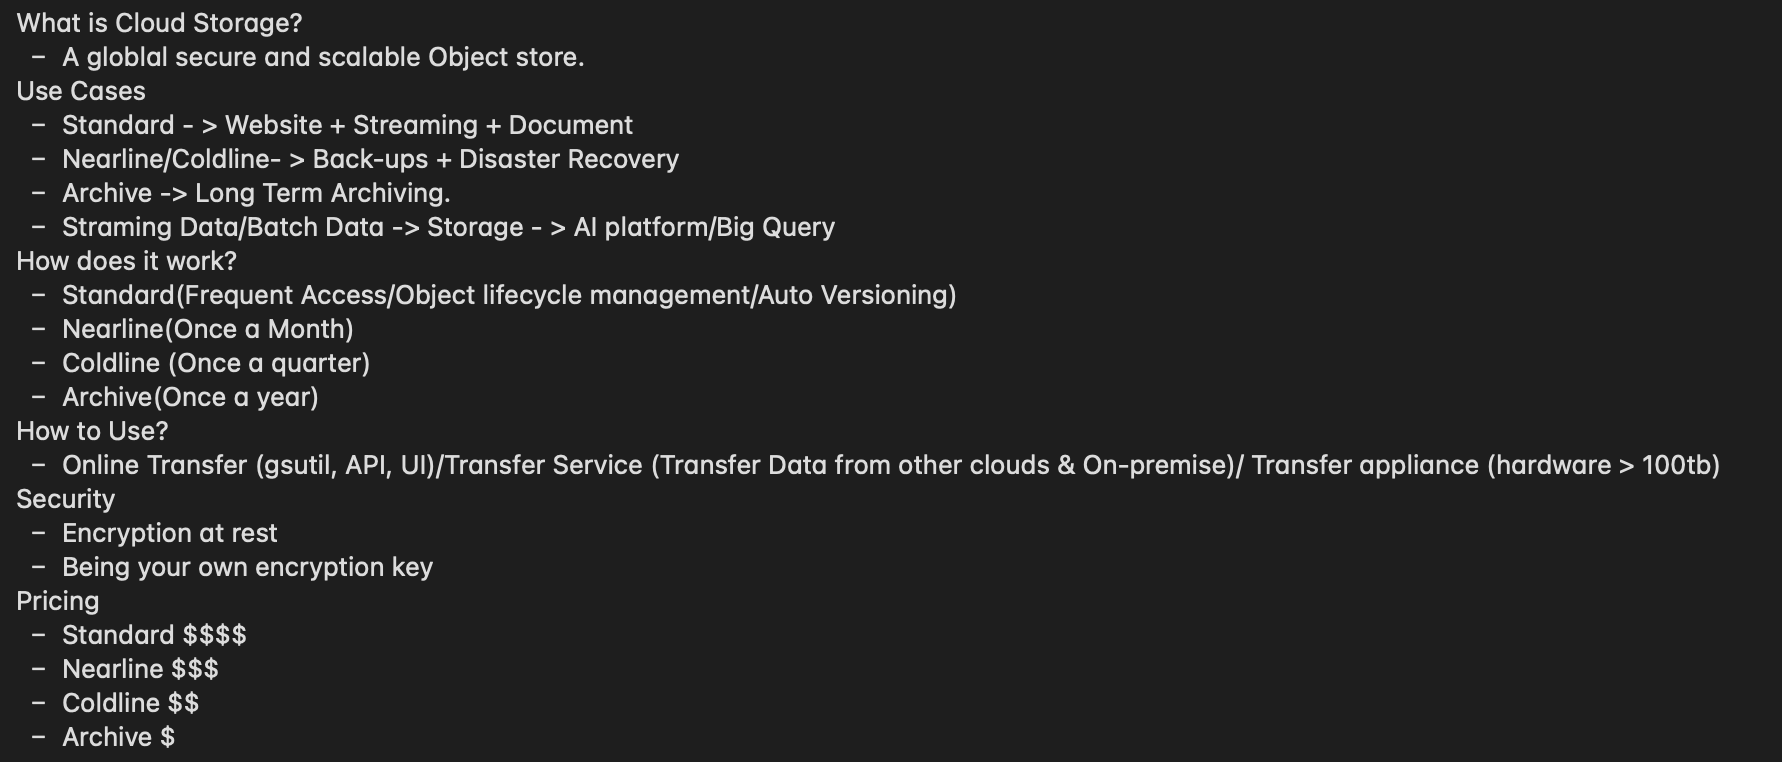 What is Cloud Storage?
– A globlal secure and scalable Object store.
Use Cases
– Standard - > Website + Streaming + Document
– Nearline/Coldline- > Back-ups + Disaster Recovery
– Archive -> Long Term Archiving.
– Straming Data/Batch Data -> Storage - > AI platform/Big Query
How does it work?
– Standard(Frequent Access/Object lifecycle management/Auto Versioning)
– Nearline(Once a Month)
– Coldline (Once a quarter)
– Archive(Once a year)
How to Use?
– Online Transfer (gsutil, API, UI)/Transfer Service (Transfer Data from other clouds & On-premise)/ Transfer appliance (hardware > 100tb)
Security
– Encryption at rest
– Being your own encryption key
Pricing
– Standard $$$$
– Nearline $$$
– Coldline $$
– Archive $